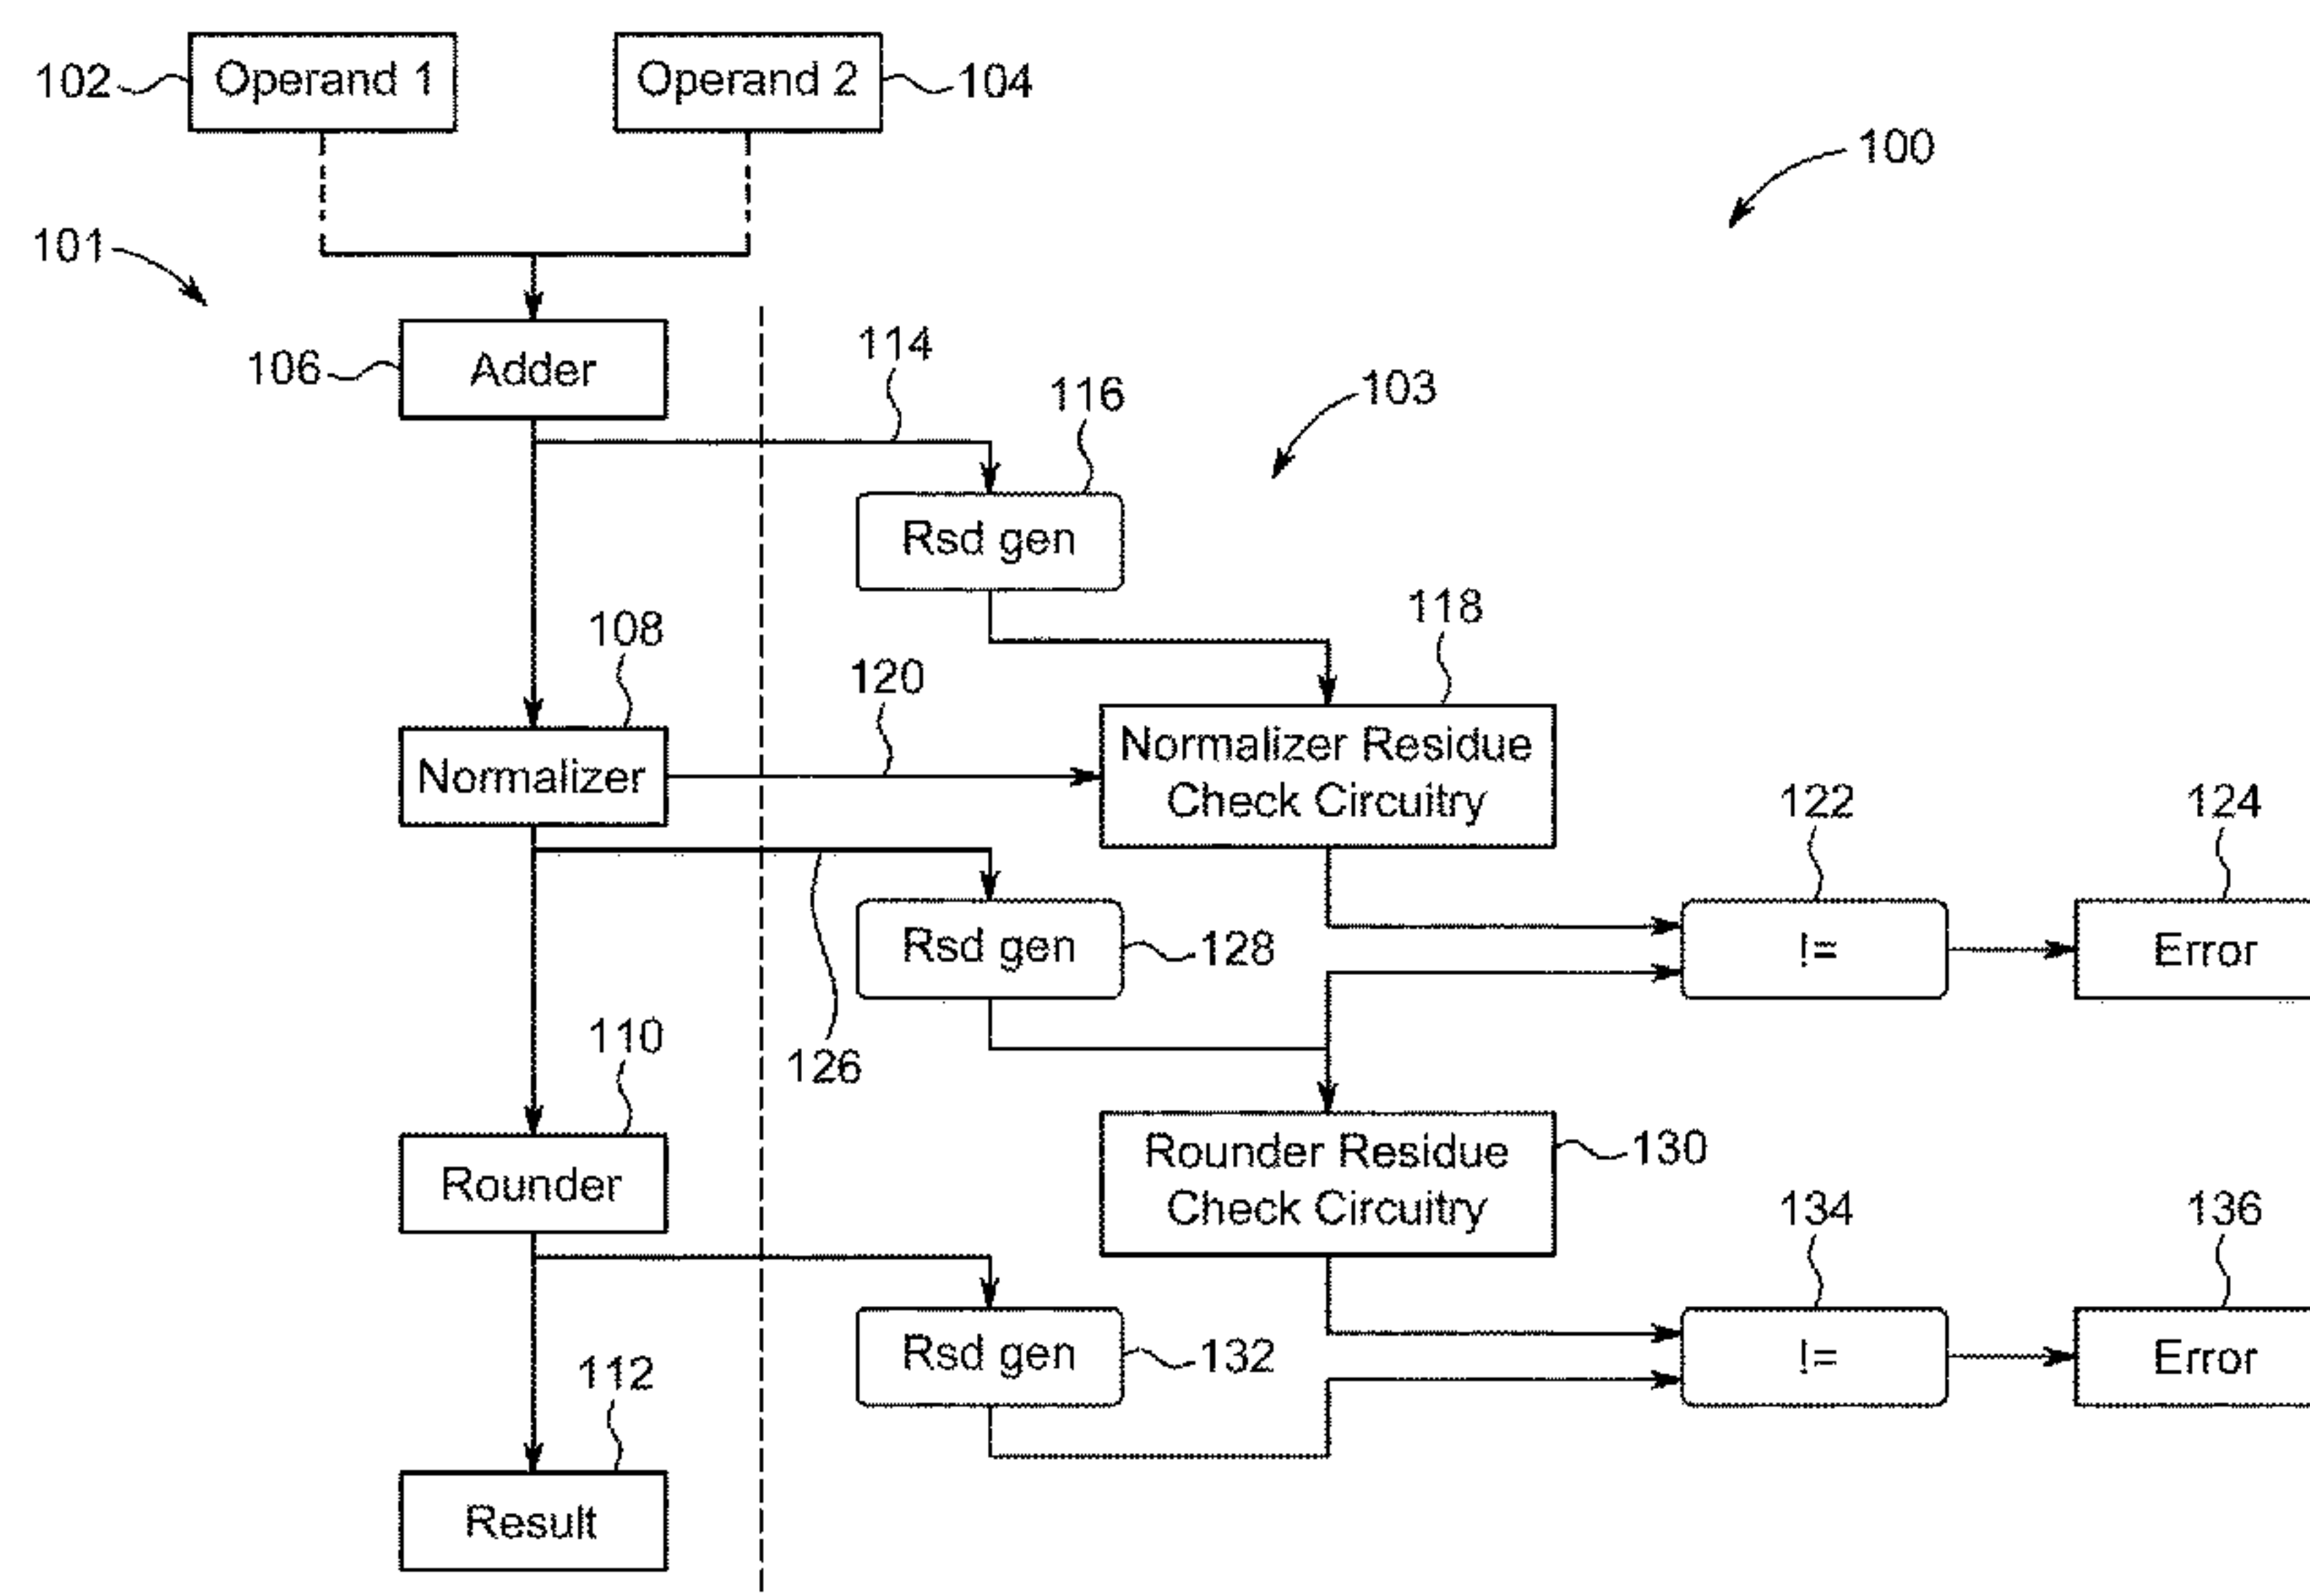 102
Operand 1
Operand 2
104
100
101
106
Adder
114
116
103
Rsd gen
108
120
118
Normalizer
Normalizer Residue
Check Circuitry
122
124
Rsd gen
128
!=
Error
110
126
Rounder
Rounder Residue
Check Circuitry
130
134
136
112
Rsd gen
132
!=
Error
Result